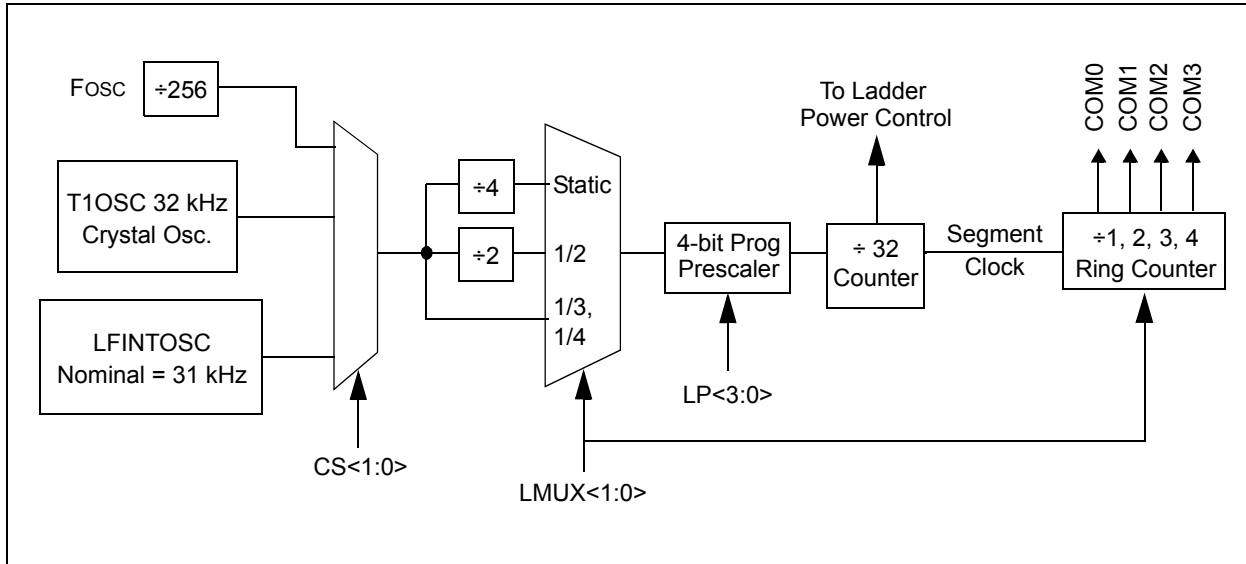 FOSC
÷256
T1OSC 32 kHz
Crystal Osc.
LFINTOSC
Nominal = 31 kHz
CS<1:0>
÷4
÷2
Static
1/2
1/3,
1/4
LMUX<1:0>
4-bit Prog
Prescaler
LP<3:0>
To Ladder
Power Control
÷ 32
Counter
Segment
Clock
COM0
COM1
COM2
COM3
÷1, 2, 3, 4
Ring Counter